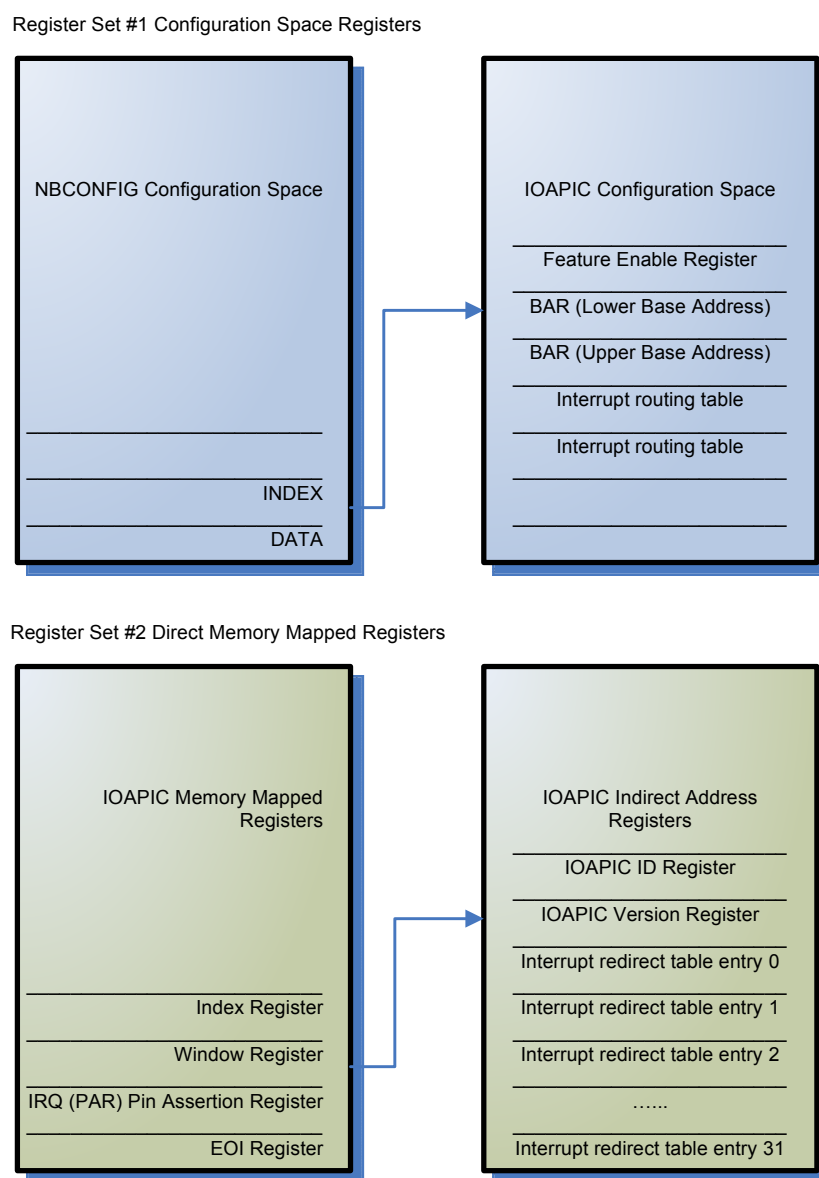 Register Set #1 Configuration Space Registers
NBCONFIG Configuration Space
INDEX
DATA
IOAPIC Configuration Space
Feature Enable Register
BAR (Lower Base Address)
BAR (Upper Base Address)
Interrupt routing table
Interrupt routing table
Register Set #2 Direct Memory Mapped Registers
IOAPIC Memory Mapped
Registers
Index Register
Window Register
IRQ (PAR) Pin Assertion Register
EOI Register
IOAPIC Indirect Address
Registers
IOAPIC ID Register
IOAPIC Version Register
Interrupt redirect table entry 0
Interrupt redirect table entry 1
Interrupt redirect table entry 2
…...
Interrupt redirect table entry 31